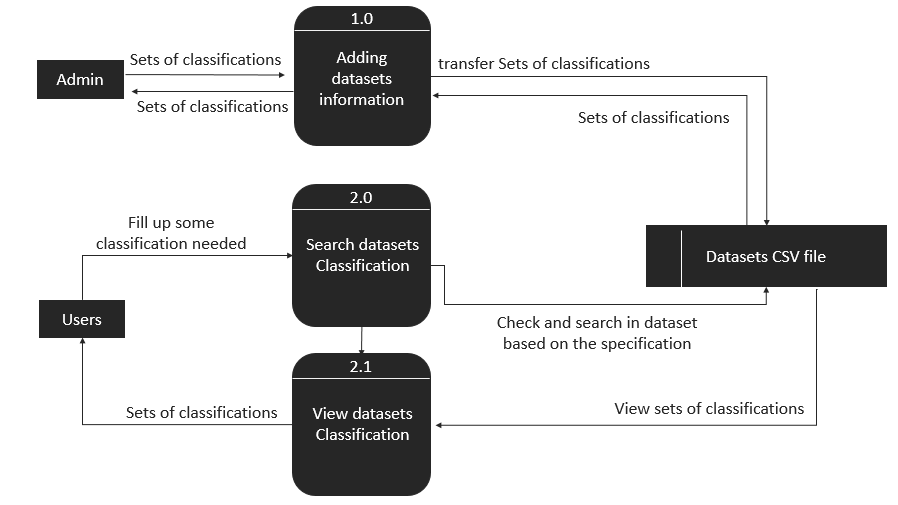 1.0
Adding
datasets
information
Admin
Sets of classifications
Sets of classifications
transfer Sets of classifications
Sets of classifications
2.0
Search datasets
Classification
Fill up some
classification needed
Datasets CSV file
Users
Check and search in dataset
based on the specification
2.1
View datasets
Classification
Sets of classifications
View sets of classifications